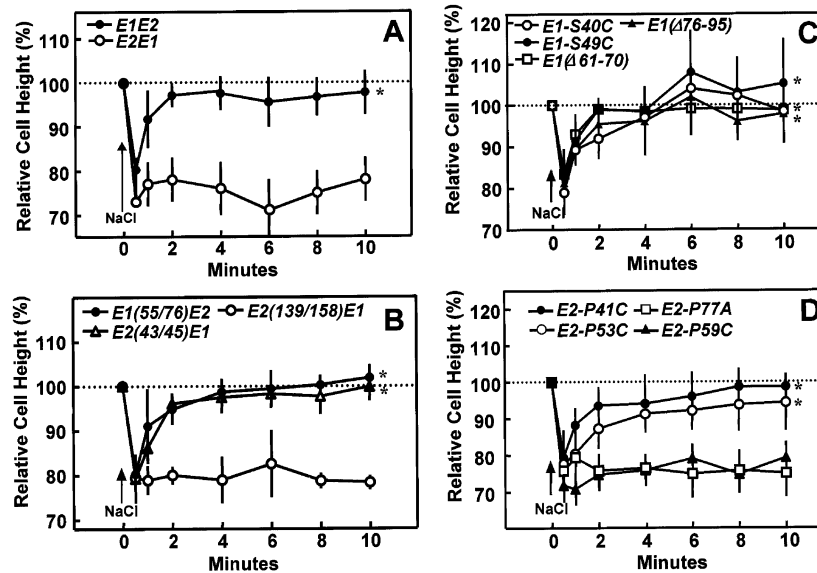 A
E1E2
E2E1
Relative Cell Height (%)
110
100
90
80
70
*
NaCl
0 2 4 6 8 10
Minutes
B
E1(55/76)E2 E2(139/158)E1
E2(43/45)E1
Relative Cell Height (%)
110
100
90
80
70
*
*
NaCl
0 2 4 6 8 10
Minutes
C
E1-S40C E1(Δ76-95)
E1-S49C
E1(Δ61-70)
Relative Cell Height (%)
120
110
100
90
80
70
*
*
*
NaCl
0 2 4 6 8 10
Minutes
D
E2-P41C E2-P77A
E2-P53C E2-P59C
Relative Cell Height (%)
120
110
100
90
80
70
*
*
NaCl
0 2 4 6 8 10
Minutes